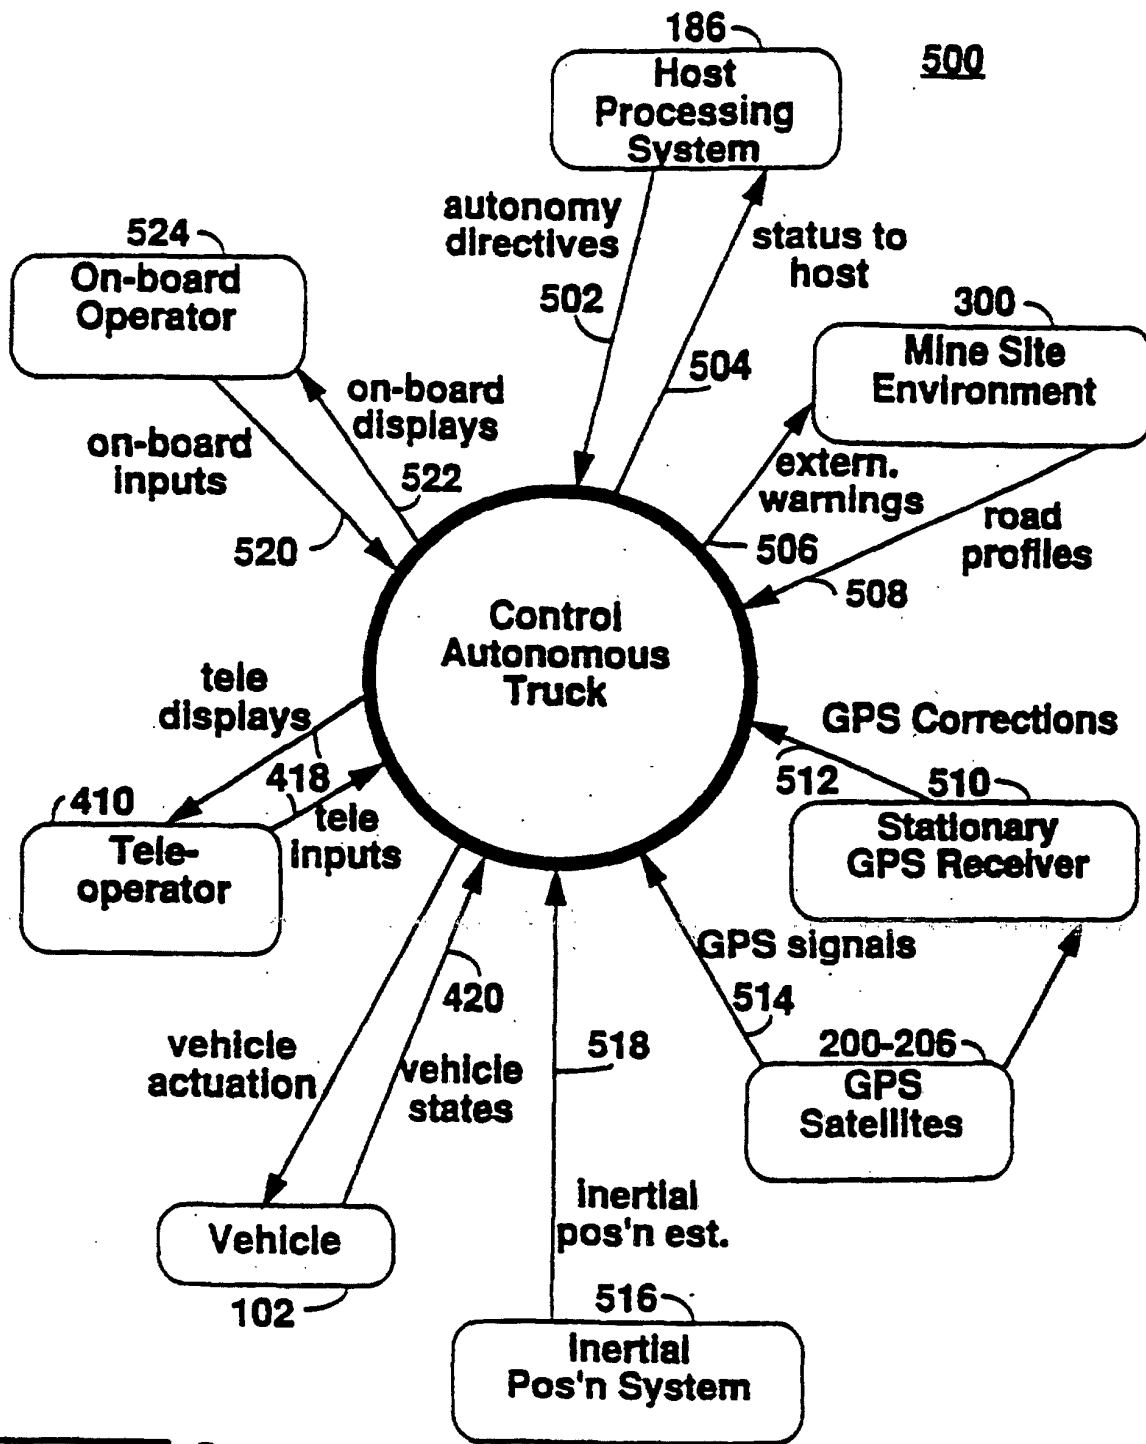 186
500
Host
Processing
System
autonomy
directives
502
status to
host
504
524
On-board
Operator
on-board
displays
522
on-board
inputs
520
300
Mine Site
Environment
extern.
warnings
506
road
profiles
508
Control
Autonomous
Truck
tele
displays
418
tele
inputs
410
Tele-
operator
GPS Corrections
512
510
Stationary
GPS Receiver
GPS signals
514
200-206
GPS
Satellites
420
vehicle
actuation
vehicle
states
518
Vehicle
102
inertial
pos'n est.
516
Inertial
Pos'n System